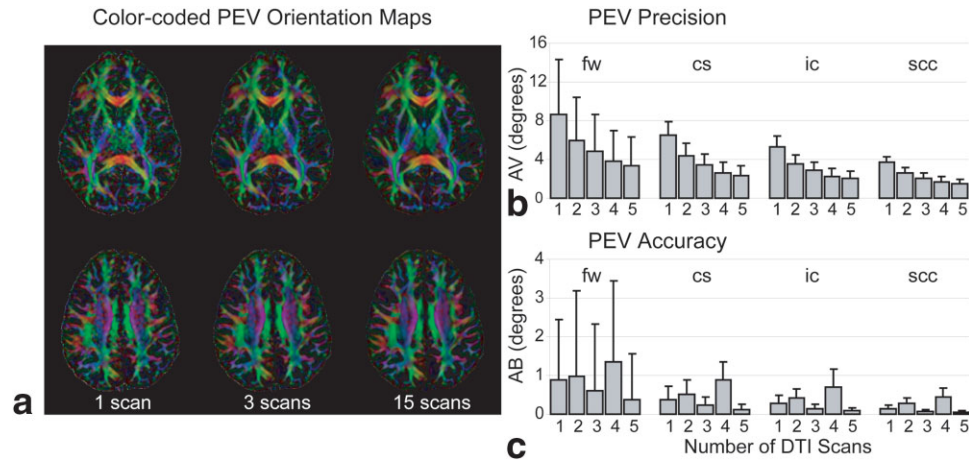 Color-coded PEV Orientation Maps
1 scan 3 scans 15 scans
a
PEV Precision
AV (degrees)
16
12
8
4
0
fw cs ic scc
1 2 3 4 5 1 2 3 4 5 1 2 3 4 5 1 2 3 4 5
b
PEV Accuracy
AB (degrees)
4
3
2
1
0
fw cs ic scc
1 2 3 4 5 1 2 3 4 5 1 2 3 4 5 1 2 3 4 5
c
Number of DTI Scans